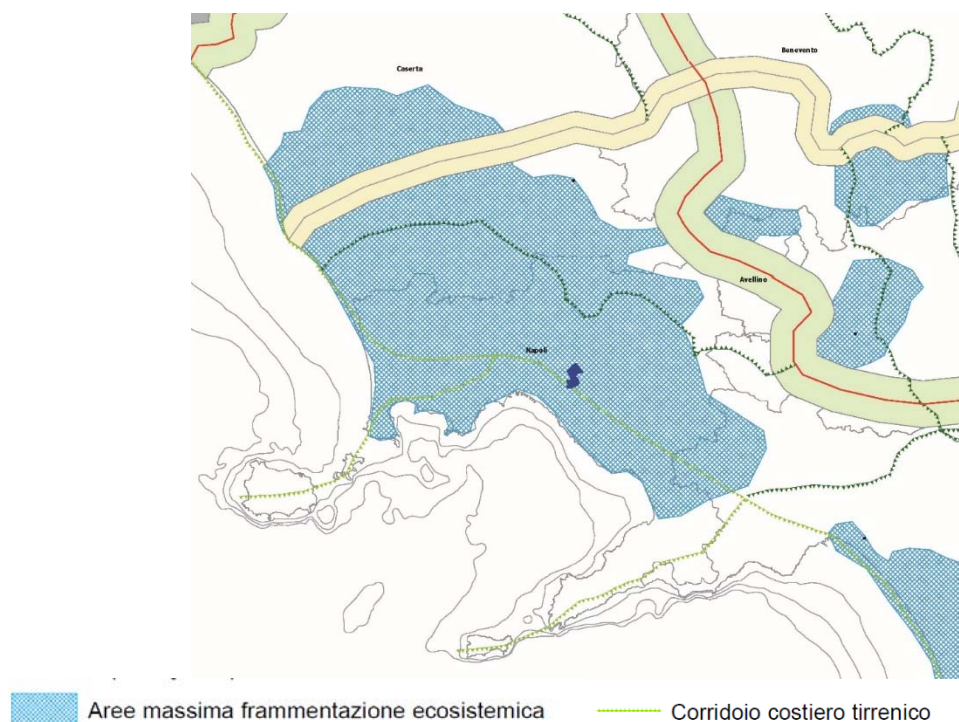 Benevento
Caserta
Avellino
Napoli
Aree massima frammentazione ecosistemica
Corridoio costiero tirrenico